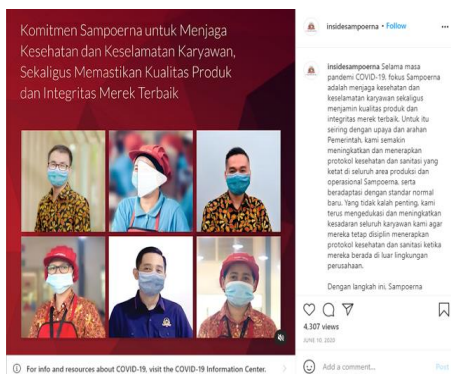 Komitmen Sampoerna untuk Menjaga
Kesehatan dan Keselamatan Karyawan,
Sekaligus Memastikan Kualitas Produk
dan Integritas Merek Terbaik
For info and resources about COVID-19, visit the COVID-19 Information Center.
insidesampoerna • Follow
insidesampoerna Selama masa
pandemi COVID-19, fokus Sampoerna
adalah menjaga kesehatan dan
keselamatan karyawan sekaligus
menjamin kualitas produk dan
integritas merek terbaik. Untuk itu
seiring dengan upaya dan arahan
Pemerintah, kami semakin
meningkatkan dan menerapkan
protokol kesehatan dan sanitasi yang
ketat di seluruh area produksi dan
operasional Sampoerna, serta
beradaptasi dengan standar normal
baru. Yang tidak kalah penting, kami
terus mengedukasi dan meningkatkan
kesadaran seluruh karyawan kami agar
mereka tetap disiplin menerapkan
protokol kesehatan dan sanitasi ketika
mereka berada di luar lingkungan
perusahaan.
Dengan langkah ini, Sampoerna
4,307 views
JUNE 10, 2020
Add a comment...
Post